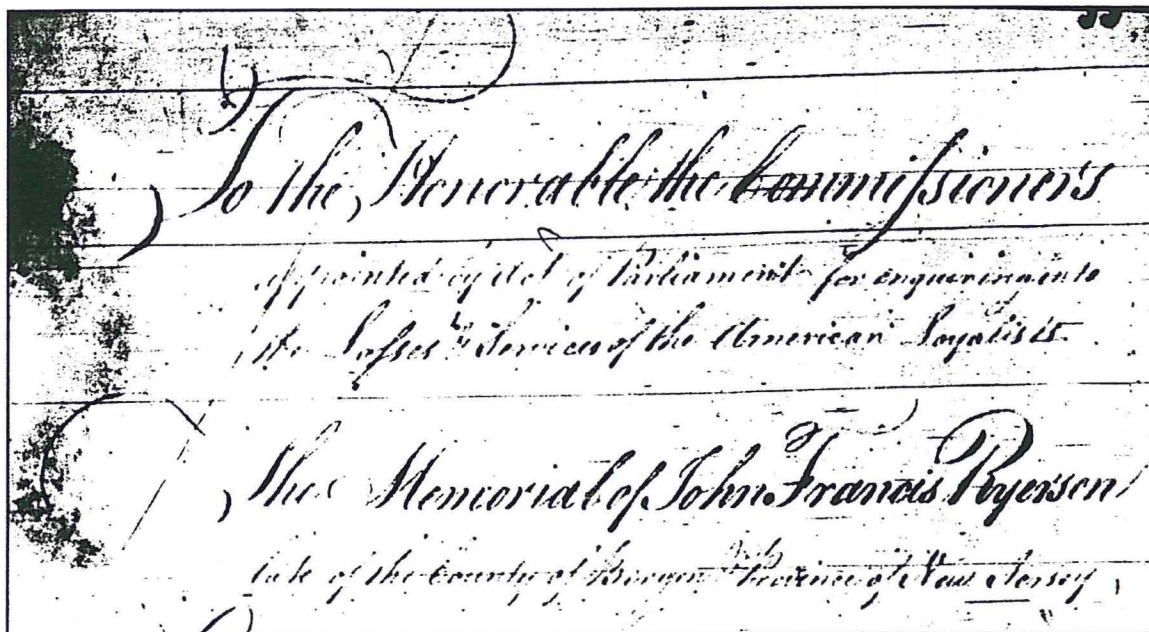 55.
To the Honorable the Commissioners
appointed by Act of Parliament for enquiring into
the Losses & Services of the American Loyalists.
The Memorial of John Francis Ryerson
late of the County of Bergen & Province of New Jersey,